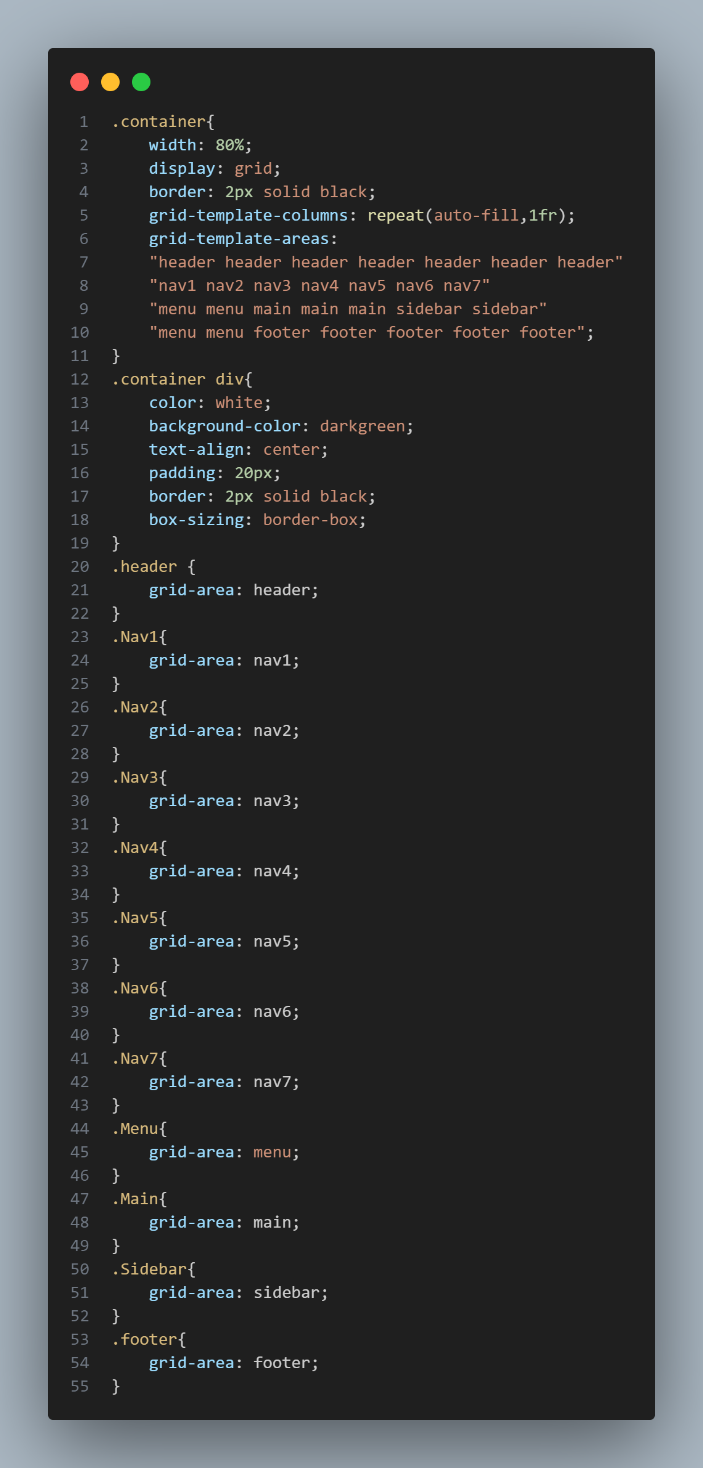 1 .container{
2     width: 80%;
3     display: grid;
4     border: 2px solid black;
5     grid-template-columns: repeat(auto-fill,1fr);
6     grid-template-areas:
7     "header header header header header header header"
8     "nav1 nav2 nav3 nav4 nav5 nav6 nav7"
9     "menu menu main main main sidebar sidebar"
10     "menu menu footer footer footer footer footer";
11 }
12 .container div{
13     color: white;
14     background-color: darkgreen;
15     text-align: center;
16     padding: 20px;
17     border: 2px solid black;
18     box-sizing: border-box;
19 }
20 .header {
21     grid-area: header;
22 }
23 .Nav1{
24     grid-area: nav1;
25 }
26 .Nav2{
27     grid-area: nav2;
28 }
29 .Nav3{
30     grid-area: nav3;
31 }
32 .Nav4{
33     grid-area: nav4;
34 }
35 .Nav5{
36     grid-area: nav5;
37 }
38 .Nav6{
39     grid-area: nav6;
40 }
41 .Nav7{
42     grid-area: nav7;
43 }
44 .Menu{
45     grid-area: menu;
46 }
47 .Main{
48     grid-area: main;
49 }
50 .Sidebar{
51     grid-area: sidebar;
52 }
53 .footer{
54     grid-area: footer;
55 }